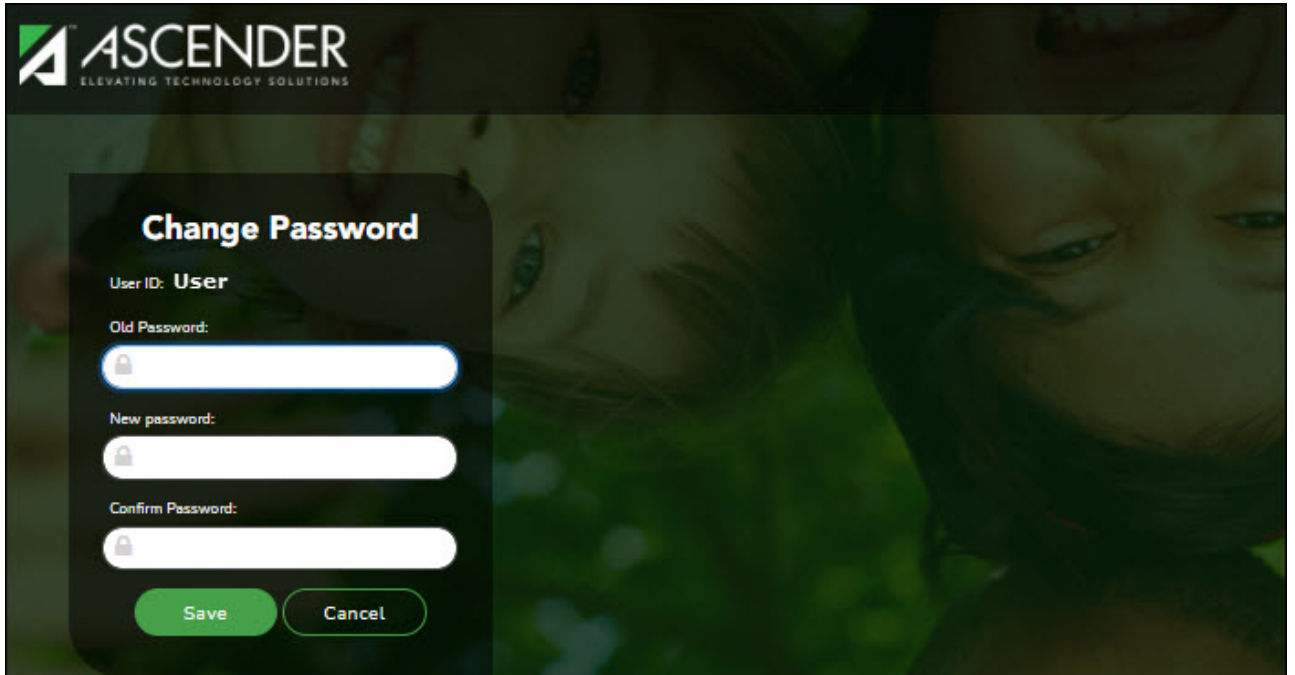 ASCENDER
ELEVATING TECHNOLOGY SOLUTIONS
Change Password
User ID: User
Old Password:
New password:
Confirm Password:
Save Cancel